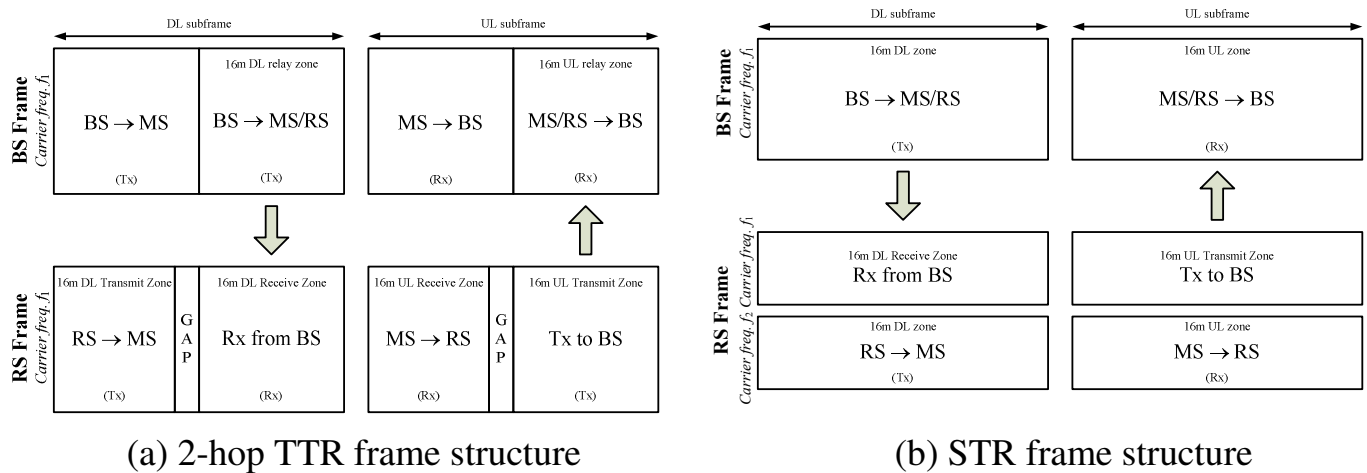 DL subframe
UL subframe
BS Frame
Carrier freq. f₁
16m DL relay zone
16m UL relay zone
BS → MS
BS → MS/RS
MS → BS
MS/RS → BS
(Tx)
(Tx)
(Rx)
(Rx)
RS Frame
Carrier freq. f₁
16m DL Transmit Zone
16m DL Receive Zone
16m UL Receive Zone
16m UL Transmit Zone
RS → MS
GAP
Rx from BS
MS → RS
GAP
Tx to BS
(Tx)
(Rx)
(Rx)
(Tx)
(a) 2-hop TTR frame structure
DL subframe
UL subframe
BS Frame
Carrier freq. f₁
16m DL zone
16m UL zone
BS → MS/RS
MS/RS → BS
(Tx)
(Rx)
RS Frame
Carrier freq. f₁
16m DL Receive Zone
16m UL Transmit Zone
Rx from BS
Tx to BS
Carrier freq. f₂
16m DL zone
16m UL zone
RS → MS
MS → RS
(Tx)
(Rx)
(b) STR frame structure